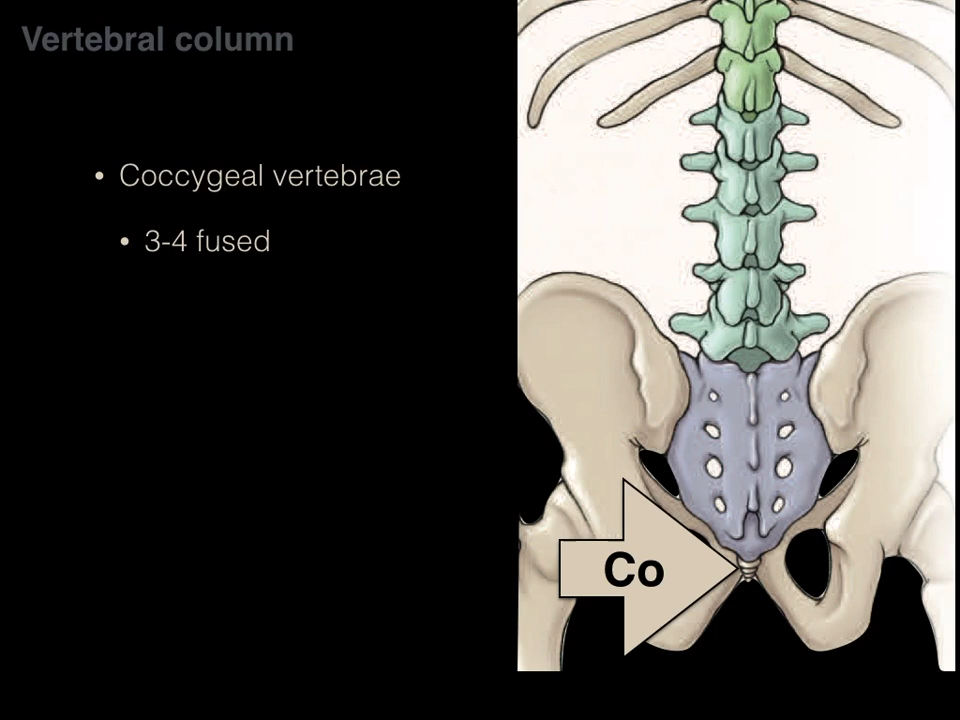 Vertebral column
• Coccygeal vertebrae
• 3-4 fused
Co